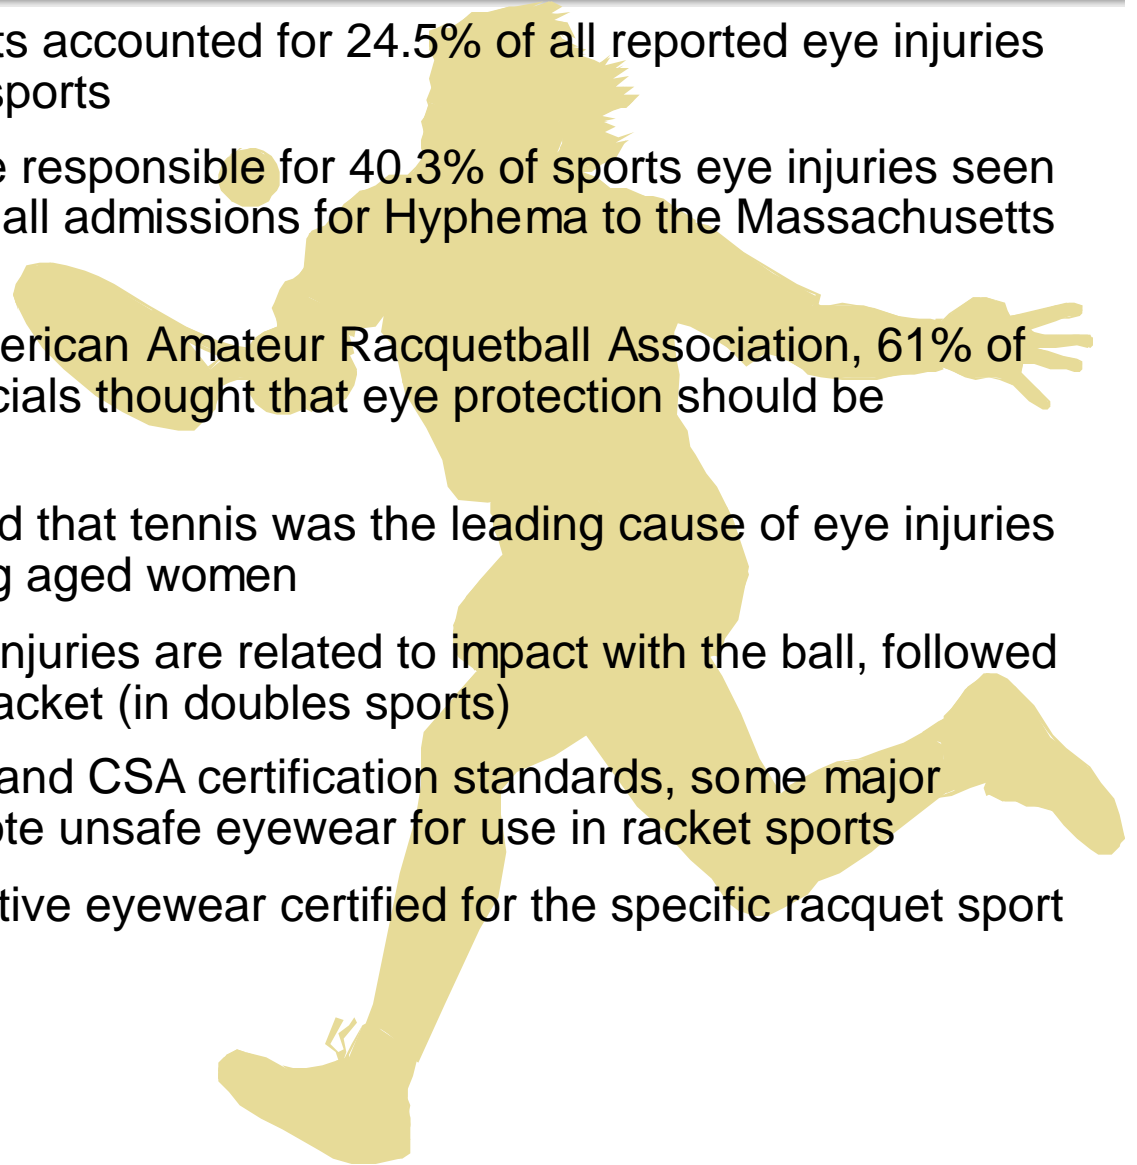 ts accounted for 24.5% of all reported eye injuries
sports
e responsible for 40.3% of sports eye injuries seen
all admissions for Hyphema to the Massachusetts
erican Amateur Racquetball Association, 61% of
cials thought that eye protection should be
d that tennis was the leading cause of eye injuries
g aged women
njuries are related to impact with the ball, followed
acket (in doubles sports)
and CSA certification standards, some major
ote unsafe eyewear for use in racket sports
tive eyewear certified for the specific racquet sport